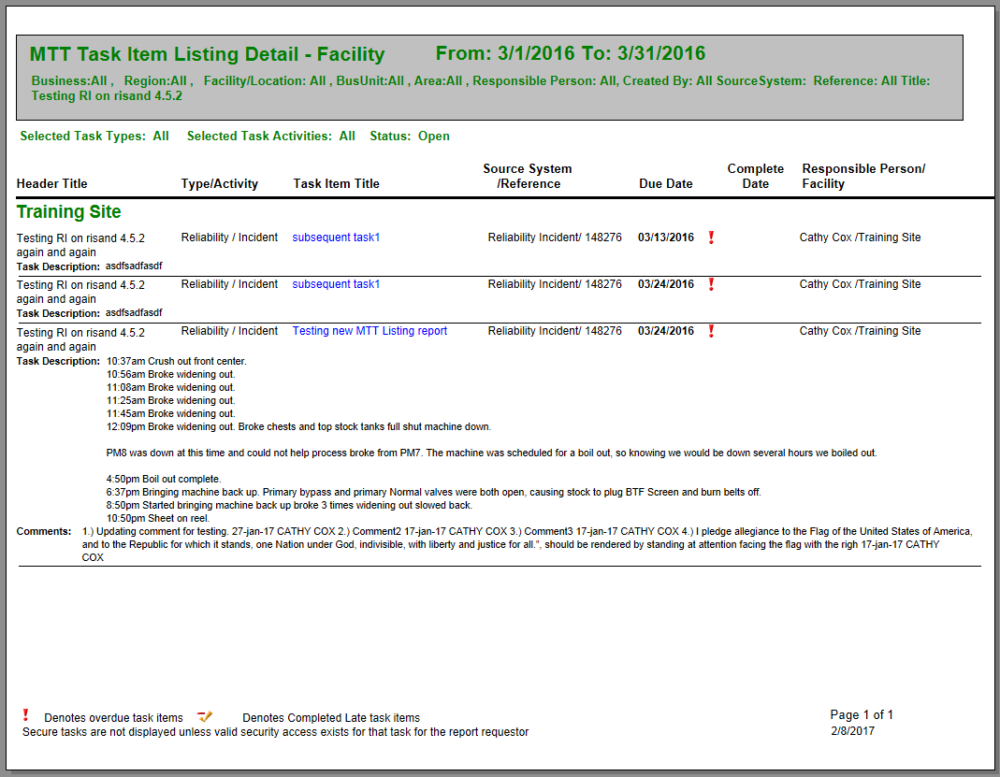 MTT Task Item Listing Detail - Facility From: 3/1/2016 To: 3/31/2016
Business:All , Region:All , Facility/Location: All , BusUnit:All , Area:All , Responsible Person: All, Created By: All SourceSystem: Reference: All Title:
Testing RI on risand 4.5.2
Selected Task Types: All Selected Task Activities: All Status: Open
Header Title Type/Activity Task Item Title Source System /Reference Due Date Complete Date Responsible Person/ Facility
Training Site
Testing RI on risand 4.5.2 Reliability / Incident subsequent task1 Reliability Incident/ 148276 03/13/2016 Cathy Cox /Training Site
again and again
Task Description: asdfsadfasdf
Testing RI on risand 4.5.2 Reliability / Incident subsequent task1 Reliability Incident/ 148276 03/24/2016 Cathy Cox /Training Site
again and again
Task Description: asdfsadfasdf
Testing RI on risand 4.5.2 Reliability / Incident Testing new MTT Listing report Reliability Incident/ 148276 03/24/2016 Cathy Cox /Training Site
again and again
Task Description: 10:37am Crush out front center.
10:56am Broke widening out.
11:08am Broke widening out.
11:25am Broke widening out.
11:45am Broke widening out.
12:09pm Broke widening out. Broke chests and top stock tanks full shut machine down.
PM8 was down at this time and could not help process broke from PM7. The machine was scheduled for a boil out, so knowing we would be down several hours we boiled out.
4:50pm Boil out complete.
6:37pm Bringing machine back up. Primary bypass and primary Normal valves were both open, causing stock to plug BTF Screen and burn belts off.
8:50pm Started bringing machine back up broke 3 times widening out slowed back.
10:50pm Sheet on reel.
Comments: 1.) Updating comment for testing. 27-jan-17 CATHY COX 2.) Comment2 17-jan-17 CATHY COX 3.) Comment3 17-jan-17 CATHY COX 4.) I pledge allegiance to the Flag of the United States of America,
and to the Republic for which it stands, one Nation under God, indivisible, with liberty and justice for all.", should be rendered by standing at attention facing the flag with the righ 17-jan-17 CATHY
COX
Denotes overdue task items Denotes Completed Late task items Page 1 of 1
Secure tasks are not displayed unless valid security access exists for that task for the report requestor 2/8/2017